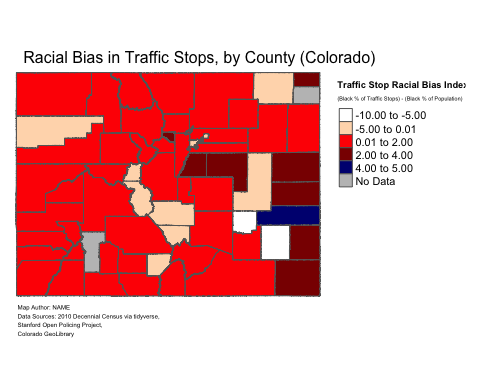 Racial Bias in Traffic Stops, by County (Colorado)
Traffic Stop Racial Bias Index
(Black % of Traffic Stops) - (Black % of Population)
-10.00 to -5.00
-5.00 to 0.01
0.01 to 2.00
2.00 to 4.00
4.00 to 5.00
No Data
Map Author: NAME
Data Sources: 2010 Decennial Census via tidyverse,
Stanford Open Policing Project,
Colorado GeoLibrary